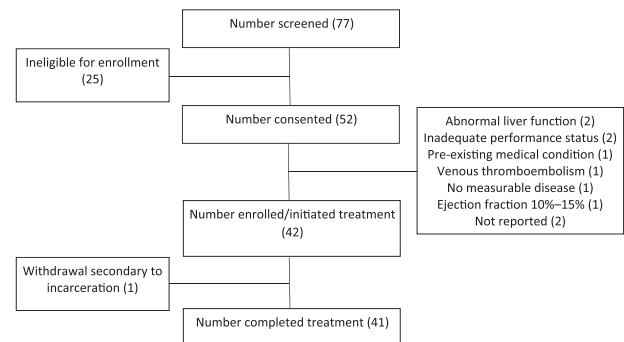 Number screened (77)
Ineligible for enrollment
(25)
Number consented (52)
Abnormal liver function (2)
Inadequate performance status (2)
Pre-existing medical condition (1)
Venous thromboembolism (1)
No measurable disease (1)
Ejection fraction 10%–15% (1)
Not reported (2)
Number enrolled/initiated treatment
(42)
Withdrawal secondary to
incarceration (1)
Number completed treatment (41)